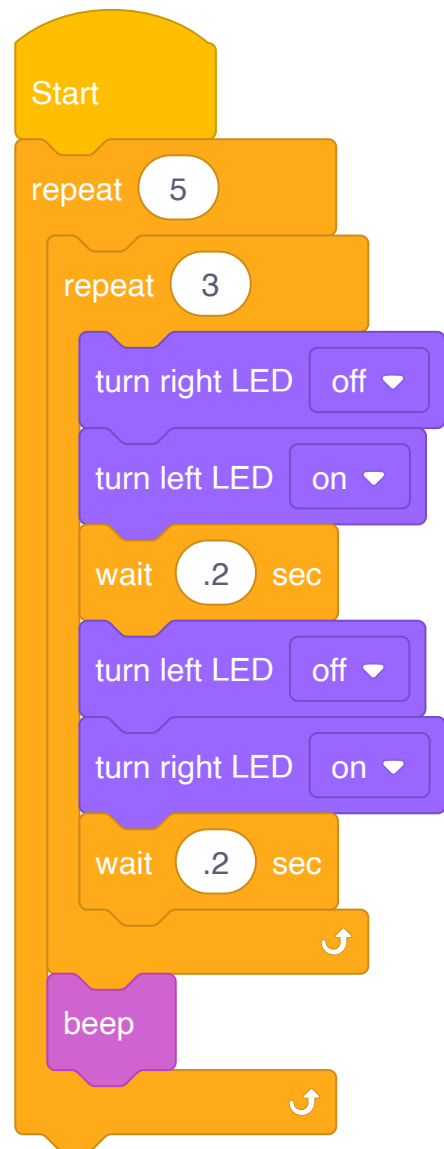 Start
repeat 5
repeat 3
turn right LED off
turn left LED on
wait .2 sec
turn left LED off
turn right LED on
wait .2 sec
beep